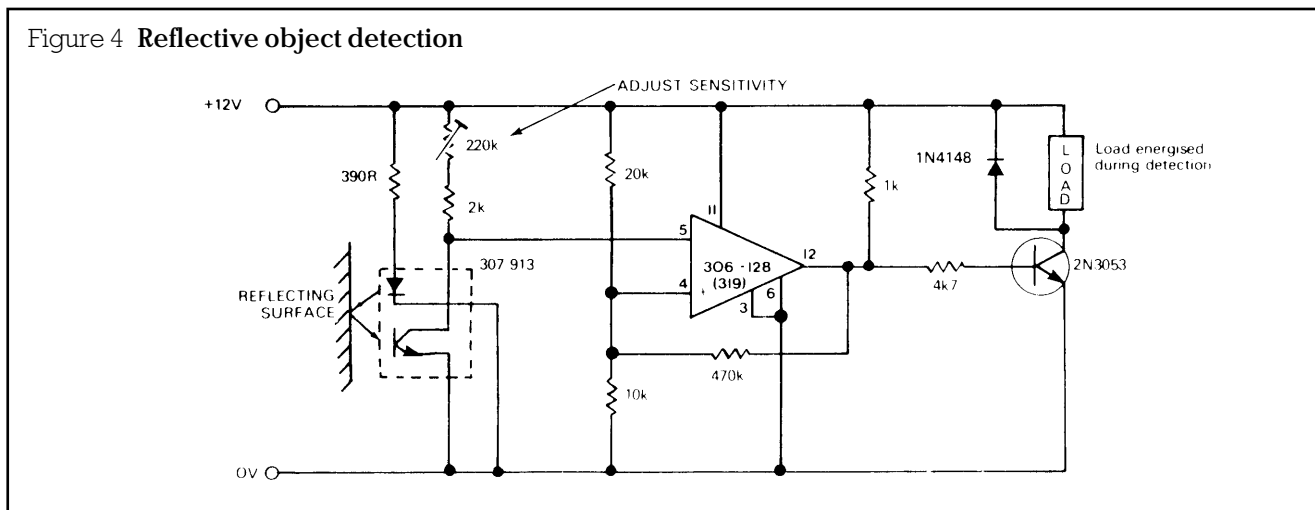 Figure 4 Reflective object detection
ADJUST SENSITIVITY
+12V
220k
390R
2k
20k
1k
1N4148
LOAD
Load energised
during detection
11
5
12
307 913
306-128
(319)
4
+
3
6
4k7
2N3053
REFLECTING
SURFACE
470k
10k
0V